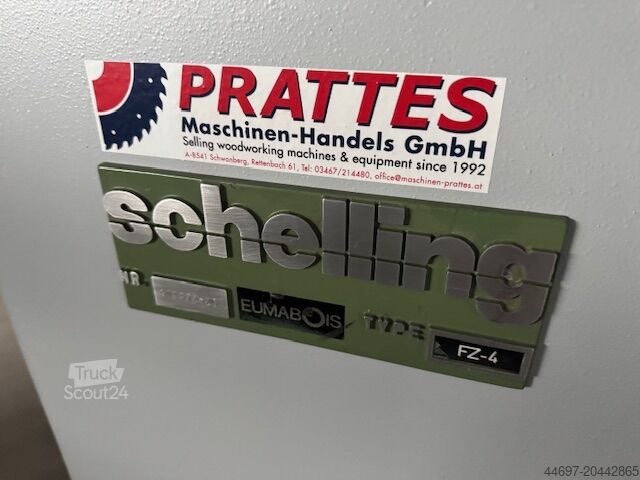 PRATTES
Maschinen-Handels GmbH
Selling woodworking machines & equipment since 1992
A-8541 Schwanberg, Rettenbach 61, Tel: 03467/214480, office@maschinen-prattes.at
schelling
NR.
EUMABOIS
TYPE
FZ-4
Truck
Scout24
44697-20442865